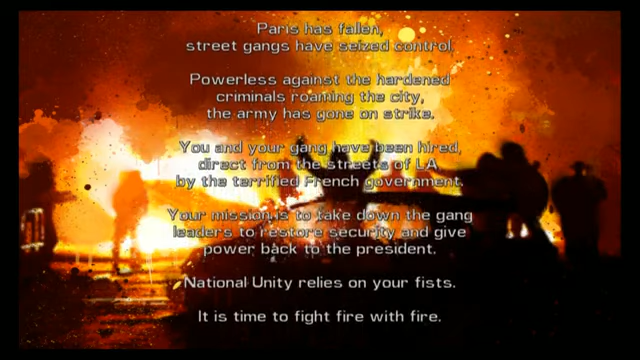 Paris has fallen,
street gangs have seized control.
Powerless against the hardened
criminals roaming the city,
the army has gone on strike.
You and your gang have been hired,
direct from the streets of LA,
by the terrified French government.
Your mission is to take down the gang
leaders to restore security and give
power back to the president.
National Unity relies on your fists.
It is time to fight fire with fire.